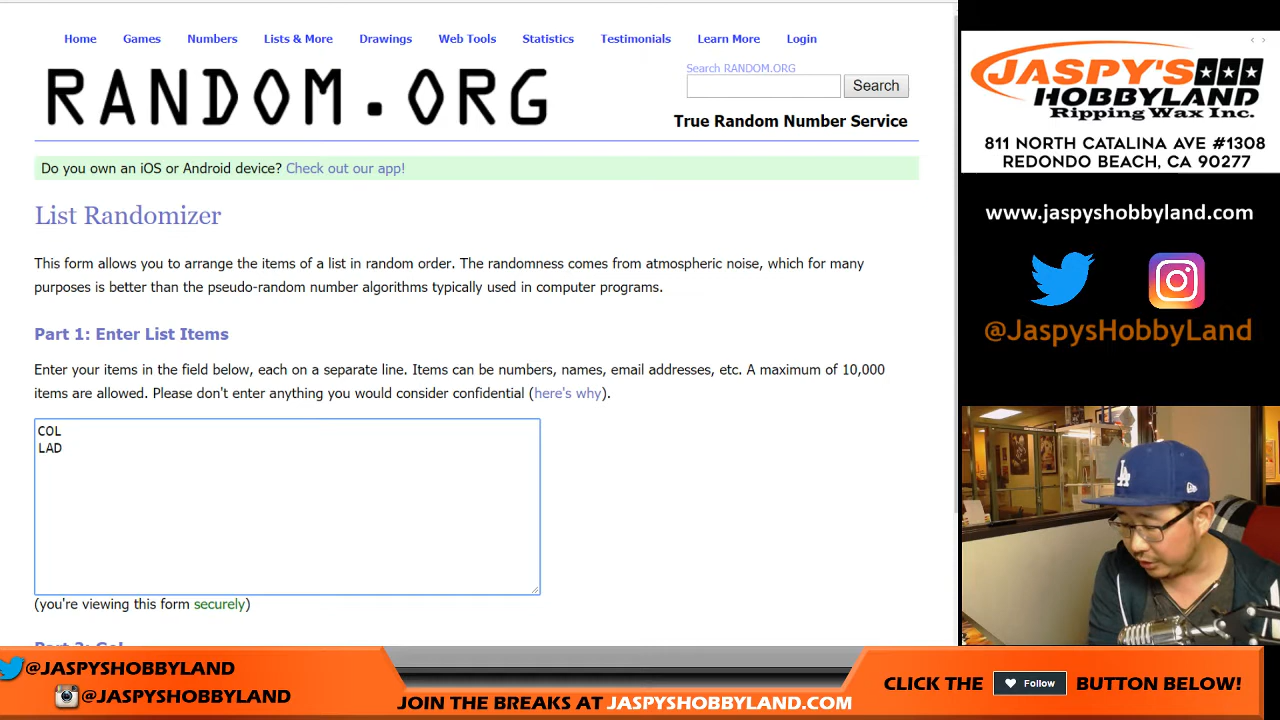 Home Games Numbers Lists & More Drawings Web Tools Statistics Testimonials Learn More Login
RANDOM.ORG
Search RANDOM.ORG
Search
True Random Number Service
Do you own an iOS or Android device? Check out our app!
List Randomizer
This form allows you to arrange the items of a list in random order. The randomness comes from atmospheric noise, which for many
purposes is better than the pseudo-random number algorithms typically used in computer programs.
Part 1: Enter List Items
Enter your items in the field below, each on a separate line. Items can be numbers, names, email addresses, etc. A maximum of 10,000
items are allowed. Please don't enter anything you would consider confidential (here's why).
COL
LAD
(you're viewing this form securely)
JASPY'S
HOBBYLAND
Ripping Wax Inc.
811 NORTH CATALINA AVE #1308
REDONDO BEACH, CA 90277
www.jaspyshobbyland.com
@JaspysHobbyLand
LA
@JASPYSHOBBYLAND
@JASPYSHOBBYLAND
JOIN THE BREAKS AT JASPYSHOBBYLAND.COM
CLICK THE Follow BUTTON BELOW!